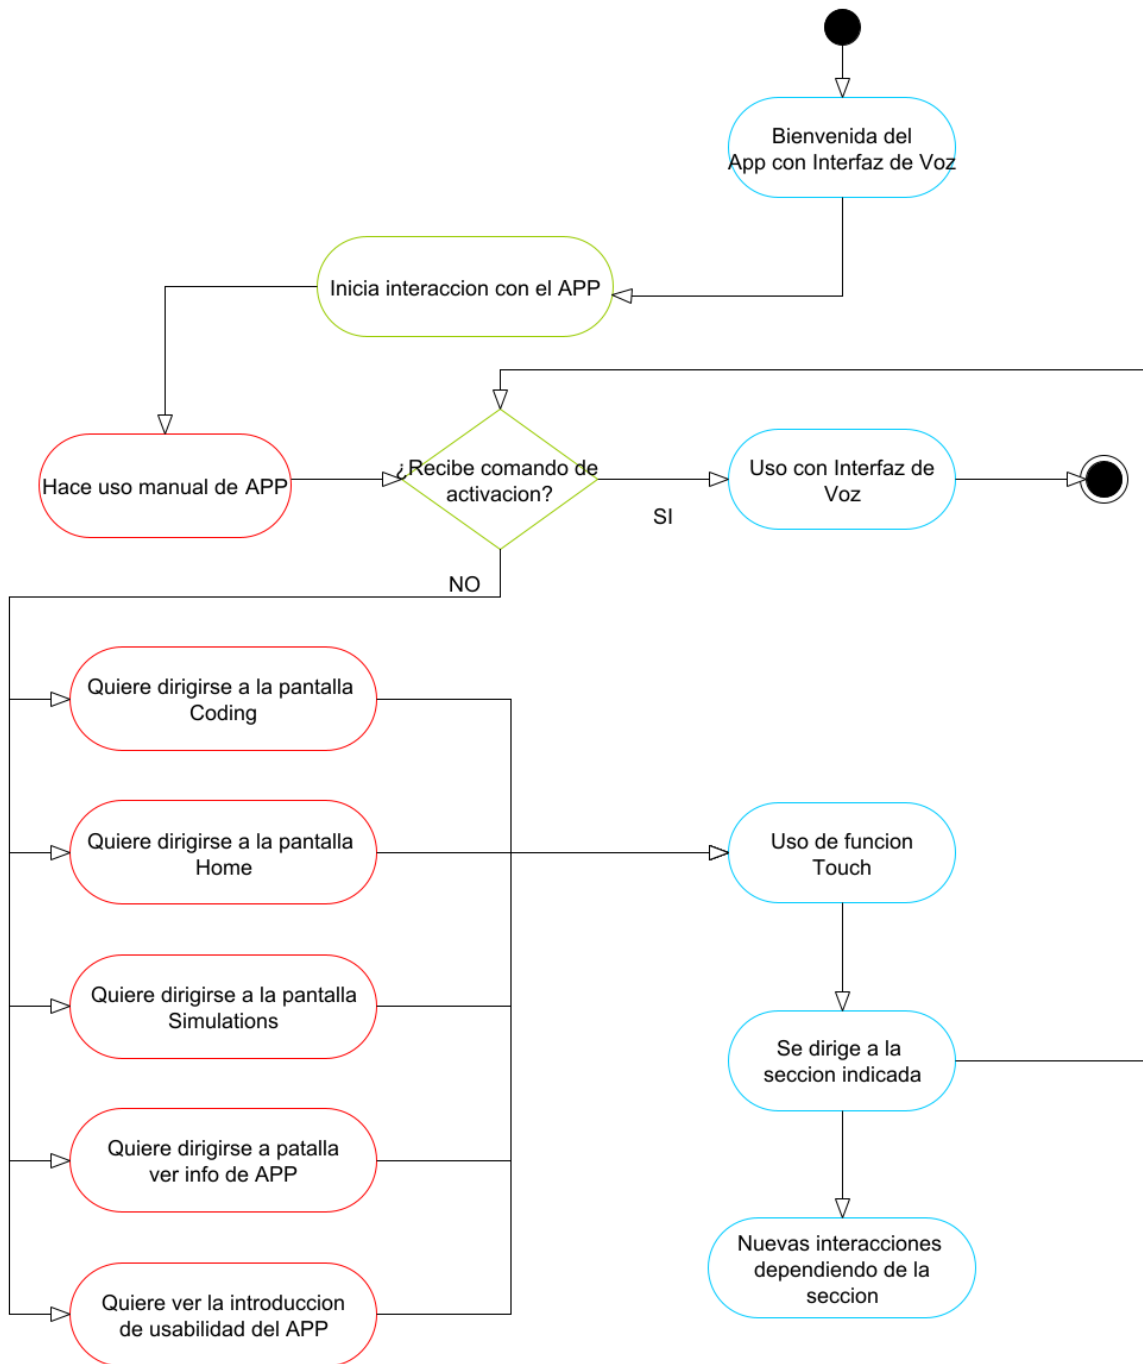 Bienvenida del
App con Interfaz de Voz
Inicia interaccion con el APP
Hace uso manual de APP
¿Recibe comando de
activacion?
SI
Uso con Interfaz de
Voz
NO
Quiere dirigirse a la pantalla
Coding
Quiere dirigirse a la pantalla
Home
Uso de funcion
Touch
Quiere dirigirse a la pantalla
Simulations
Se dirige a la
seccion indicada
Quiere dirigirse a patalla
ver info de APP
Nuevas interacciones
dependiendo de la
seccion
Quiere ver la introduccion
de usabilidad del APP